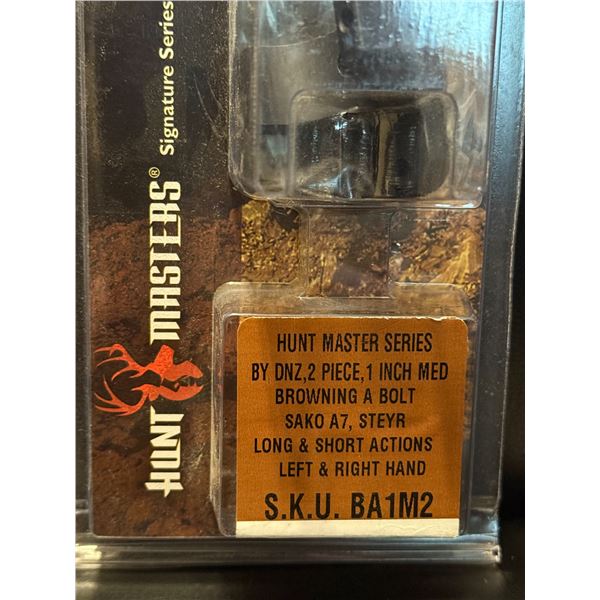 HUNT MASTERS® Signature Series
HUNT MASTER SERIES
BY DNZ,2 PIECE,1 INCH MED
BROWNING A BOLT
SAKO A7, STEYR
LONG & SHORT ACTIONS
LEFT & RIGHT HAND
S.K.U. BA1M2